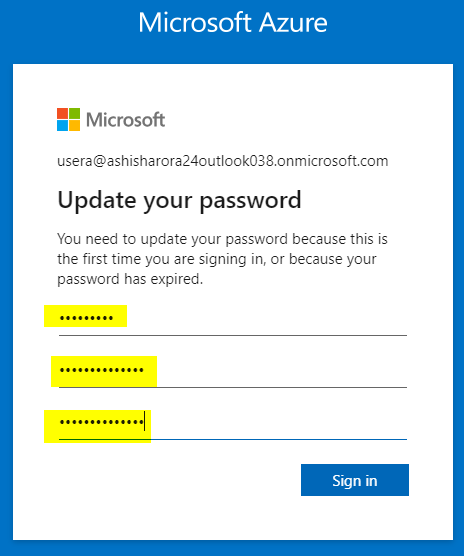 Microsoft Azure
Microsoft
usera@ashisharora24outlook038.onmicrosoft.com
Update your password
You need to update your password because this is
the first time you are signing in, or because your
password has expired.
•••••••••
••••••••••••••
••••••••••••••
Sign in